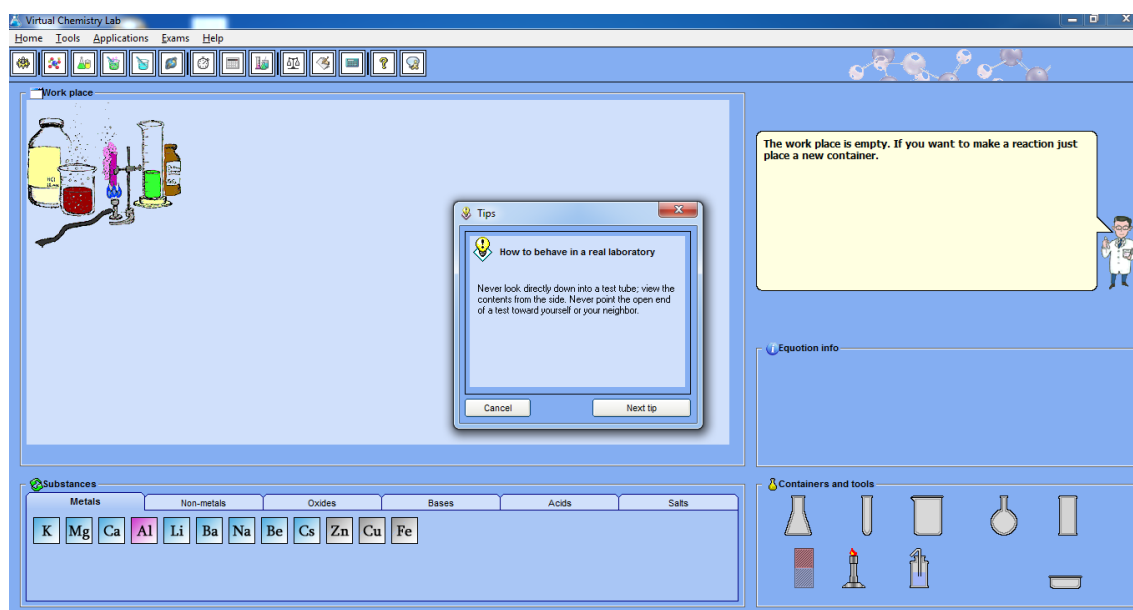 Virtual Chemistry Lab
Home Tools Applications Exams Help
Work place
HCl
The work place is empty. If you want to make a reaction just
place a new container.
Tips
How to behave in a real laboratory
Never look directly down into a test tube; view the
contents from the side. Never point the open end
of a test toward yourself or your neighbor.
Cancel Next tip
Equotion info
Substances
Metals Non-metals Oxides Bases Acids Salts
K Mg Ca Al Li Ba Na Be Cs Zn Cu Fe
Containers and tools